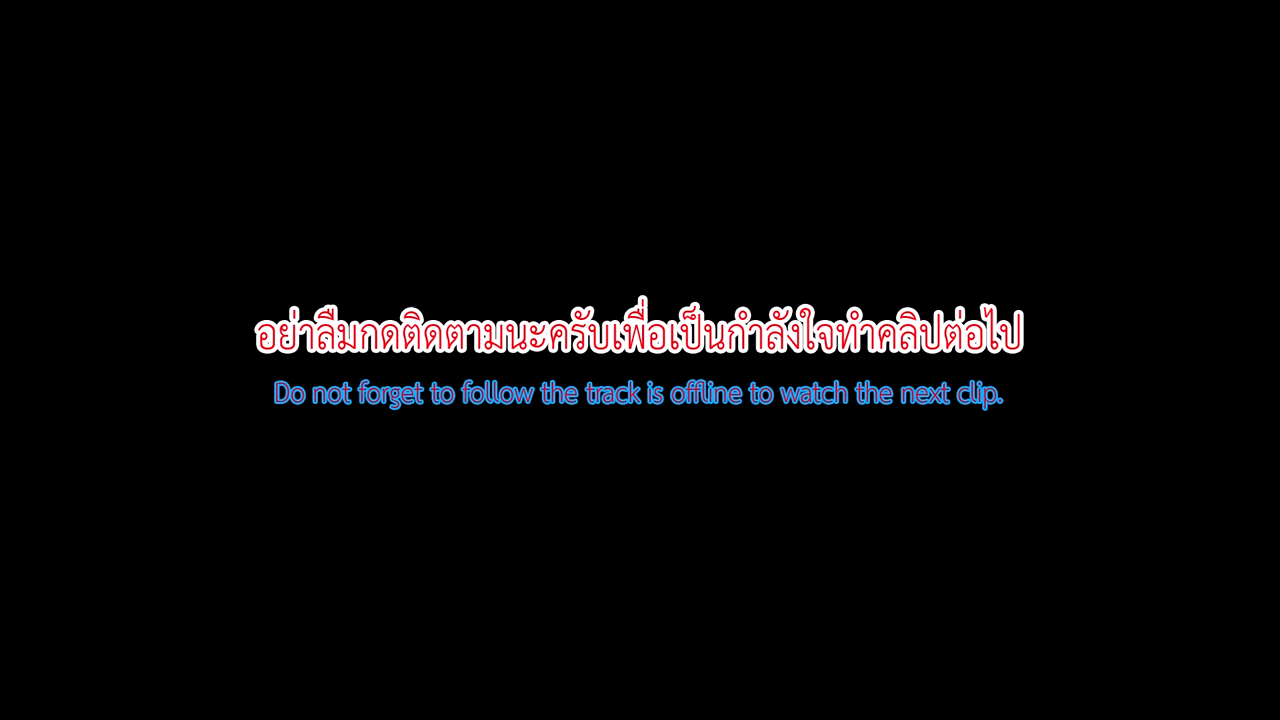 อย่าลืมกดติดตามนะครับเพื่อเป็นกำลังใจทำคลิปต่อไป
Do not forget to follow the track is offline to watch the next clip.